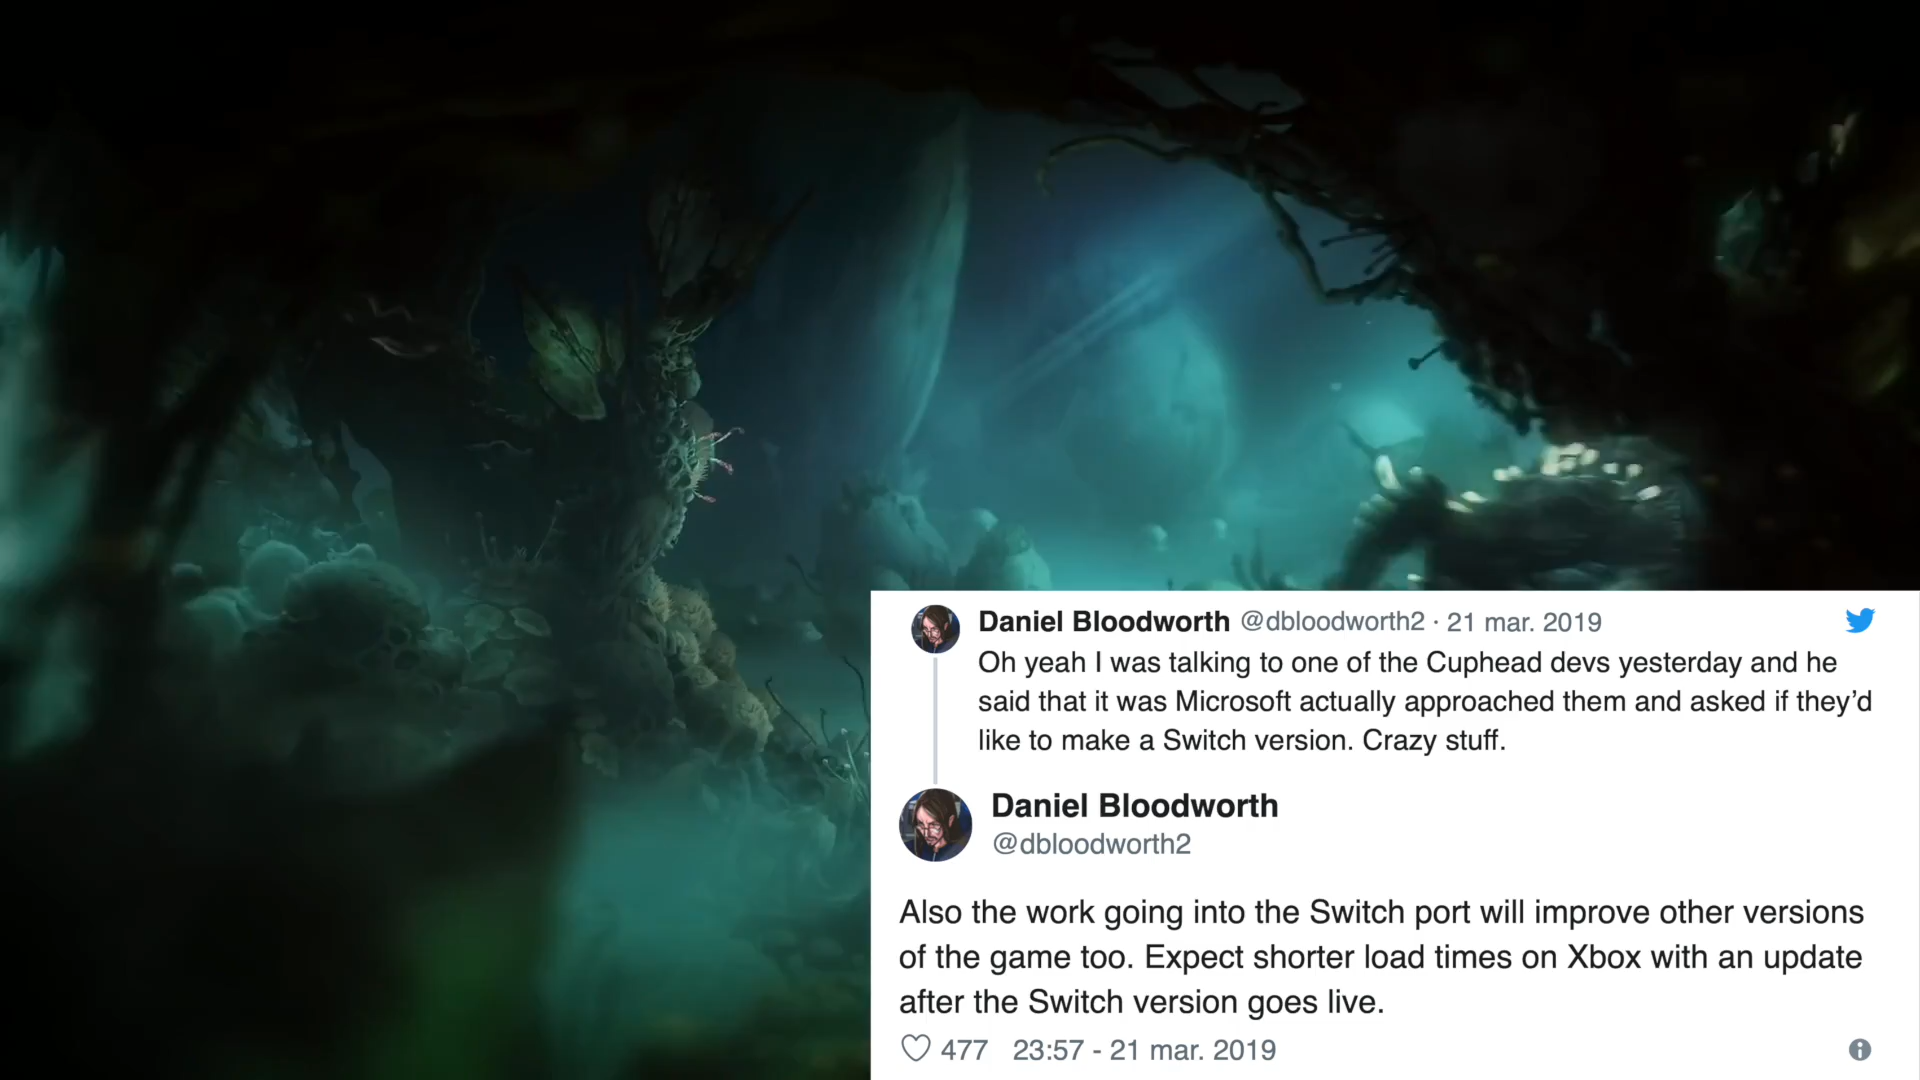 Daniel Bloodworth @dbloodworth2 · 21 mar. 2019
Oh yeah I was talking to one of the Cuphead devs yesterday and he
said that it was Microsoft actually approached them and asked if they’d
like to make a Switch version. Crazy stuff.
Daniel Bloodworth
@dbloodworth2
Also the work going into the Switch port will improve other versions
of the game too. Expect shorter load times on Xbox with an update
after the Switch version goes live.
477 23:57 - 21 mar. 2019